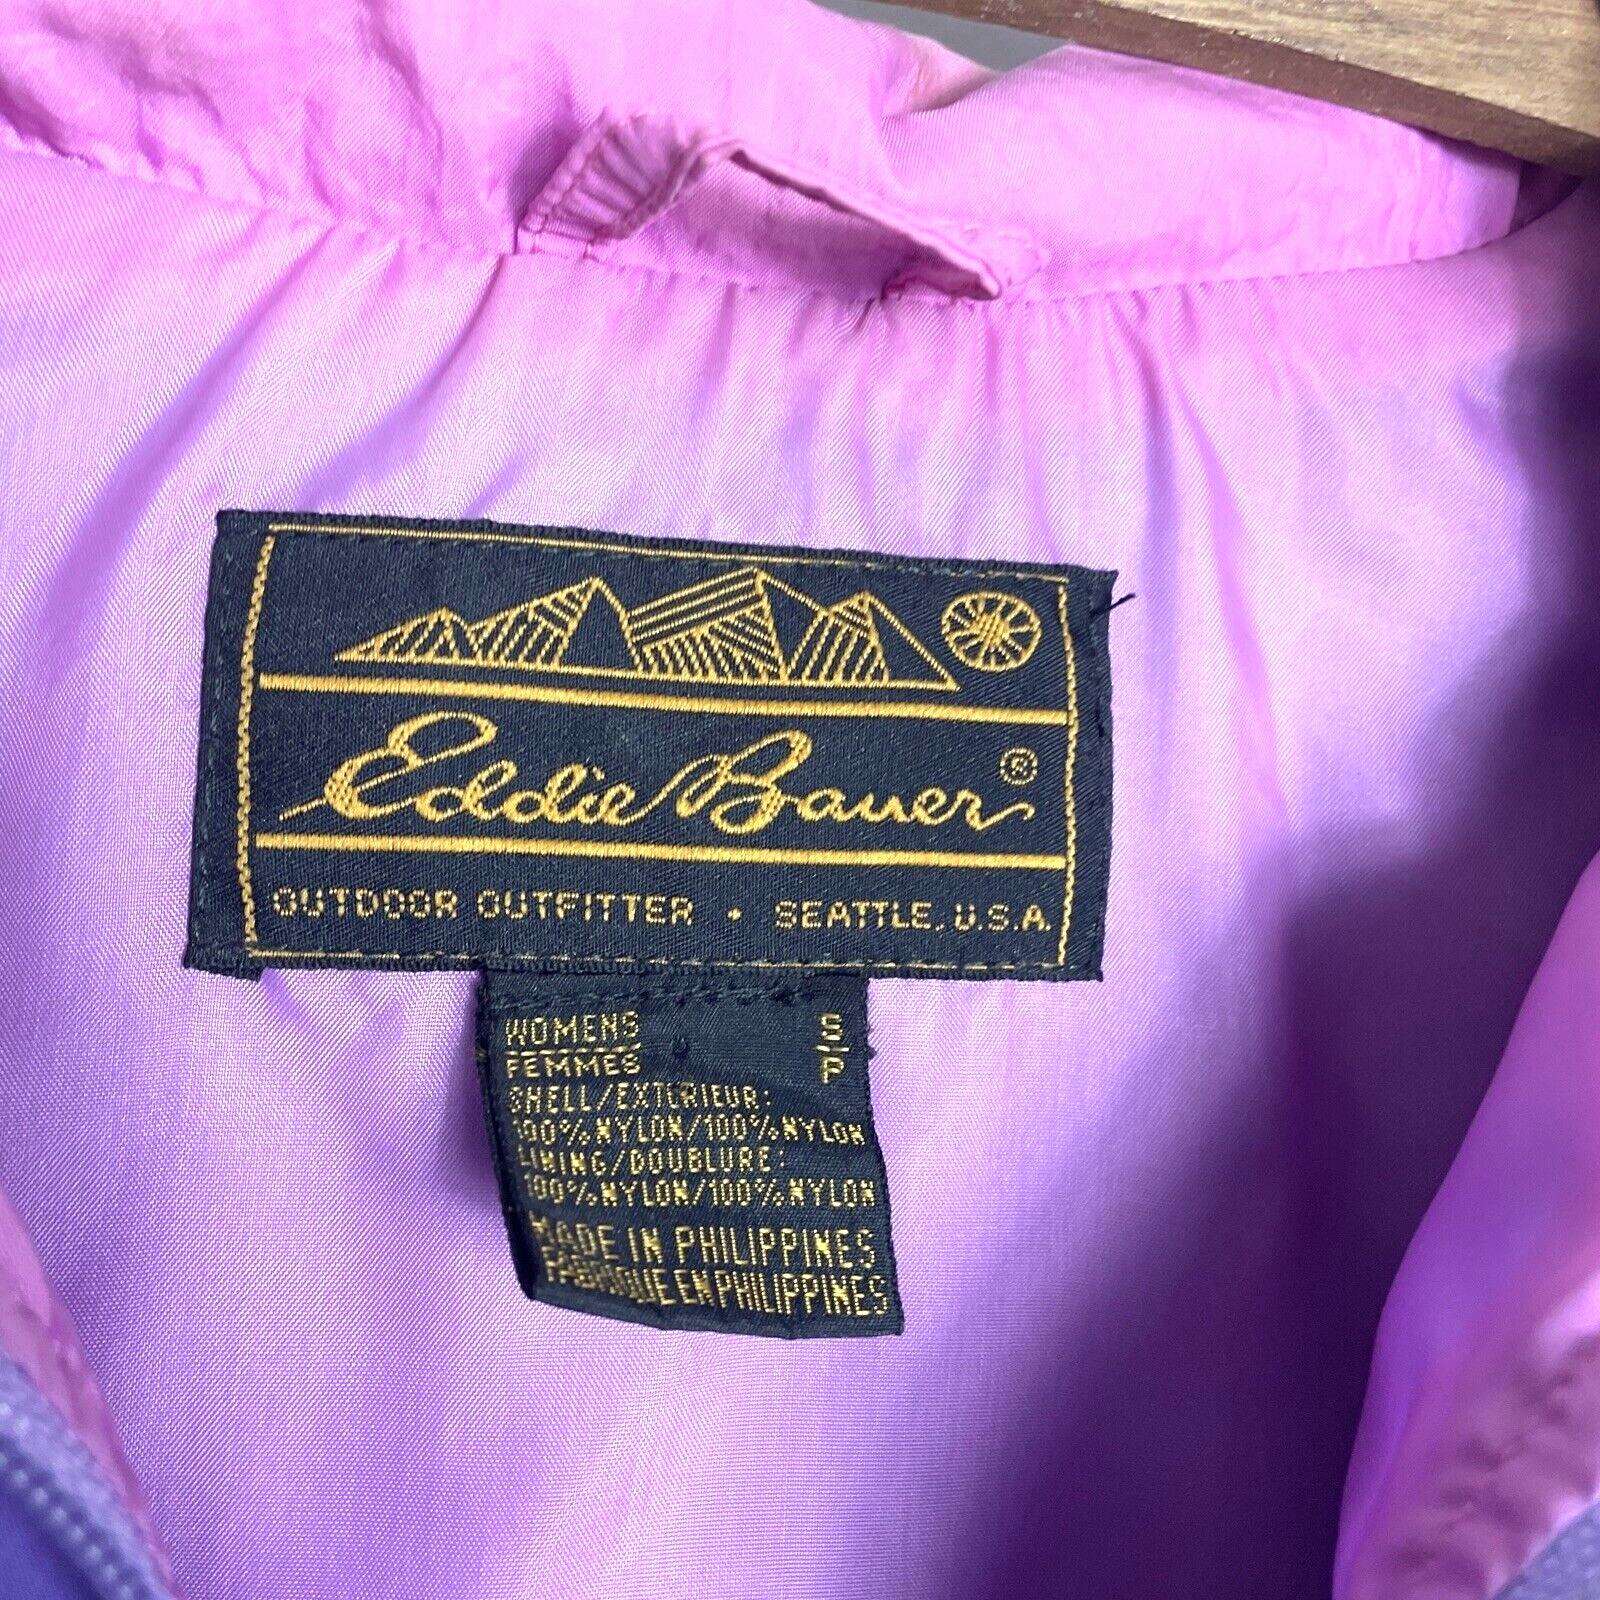 Eddie Bauer ®
OUTDOOR OUTFITTER • SEATTLE, U.S.A.
WOMENS S
FEMMES P
SHELL/EXTERIEUR:
100% NYLON/100% NYLON
LINING/DOUBLURE:
100% NYLON/100% NYLON
MADE IN PHILIPPINES
FABRIQUE EN PHILIPPINES